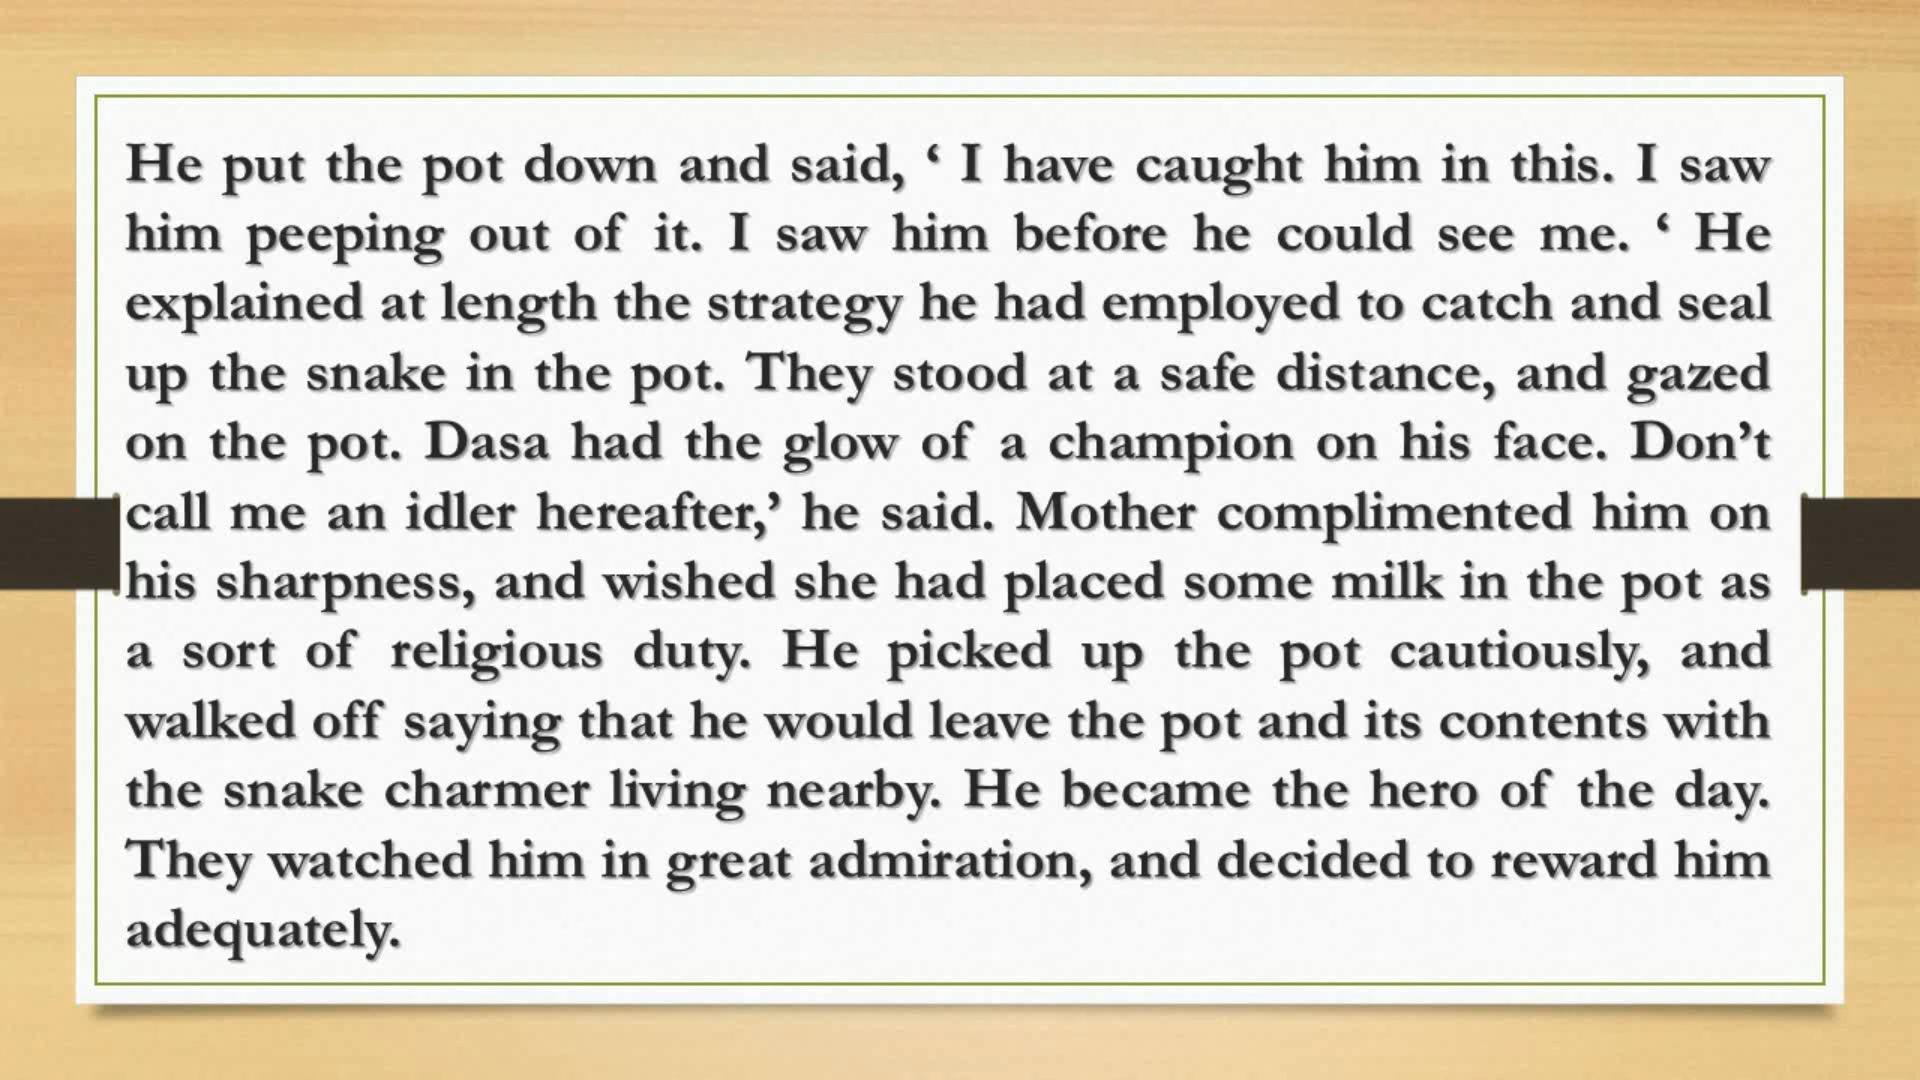 He put the pot down and said, ‘ I have caught him in this. I saw
him peeping out of it. I saw him before he could see me. ‘ He
explained at length the strategy he had employed to catch and seal
up the snake in the pot. They stood at a safe distance, and gazed
on the pot. Dasa had the glow of a champion on his face. Don’t
call me an idler hereafter,’ he said. Mother complimented him on
his sharpness, and wished she had placed some milk in the pot as
a sort of religious duty. He picked up the pot cautiously, and
walked off saying that he would leave the pot and its contents with
the snake charmer living nearby. He became the hero of the day.
They watched him in great admiration, and decided to reward him
adequately.